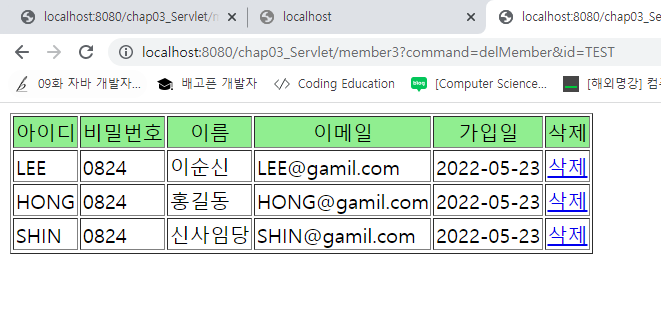 localhost:8080/chap03_Servlet/m
localhost
localhost:8080/chap03_Se
localhost:8080/chap03_Servlet/member3?command=delMember&id=TEST
09화 자바 개발자... 배고픈 개발자 Coding Education [Computer Science... [해외명강] 컴퓨
아이디 비밀번호 이름 이메일 가입일 삭제
LEE 0824 이순신 LEE@gamil.com 2022-05-23 삭제
HONG 0824 홍길동 HONG@gamil.com 2022-05-23 삭제
SHIN 0824 신사임당 SHIN@gamil.com 2022-05-23 삭제